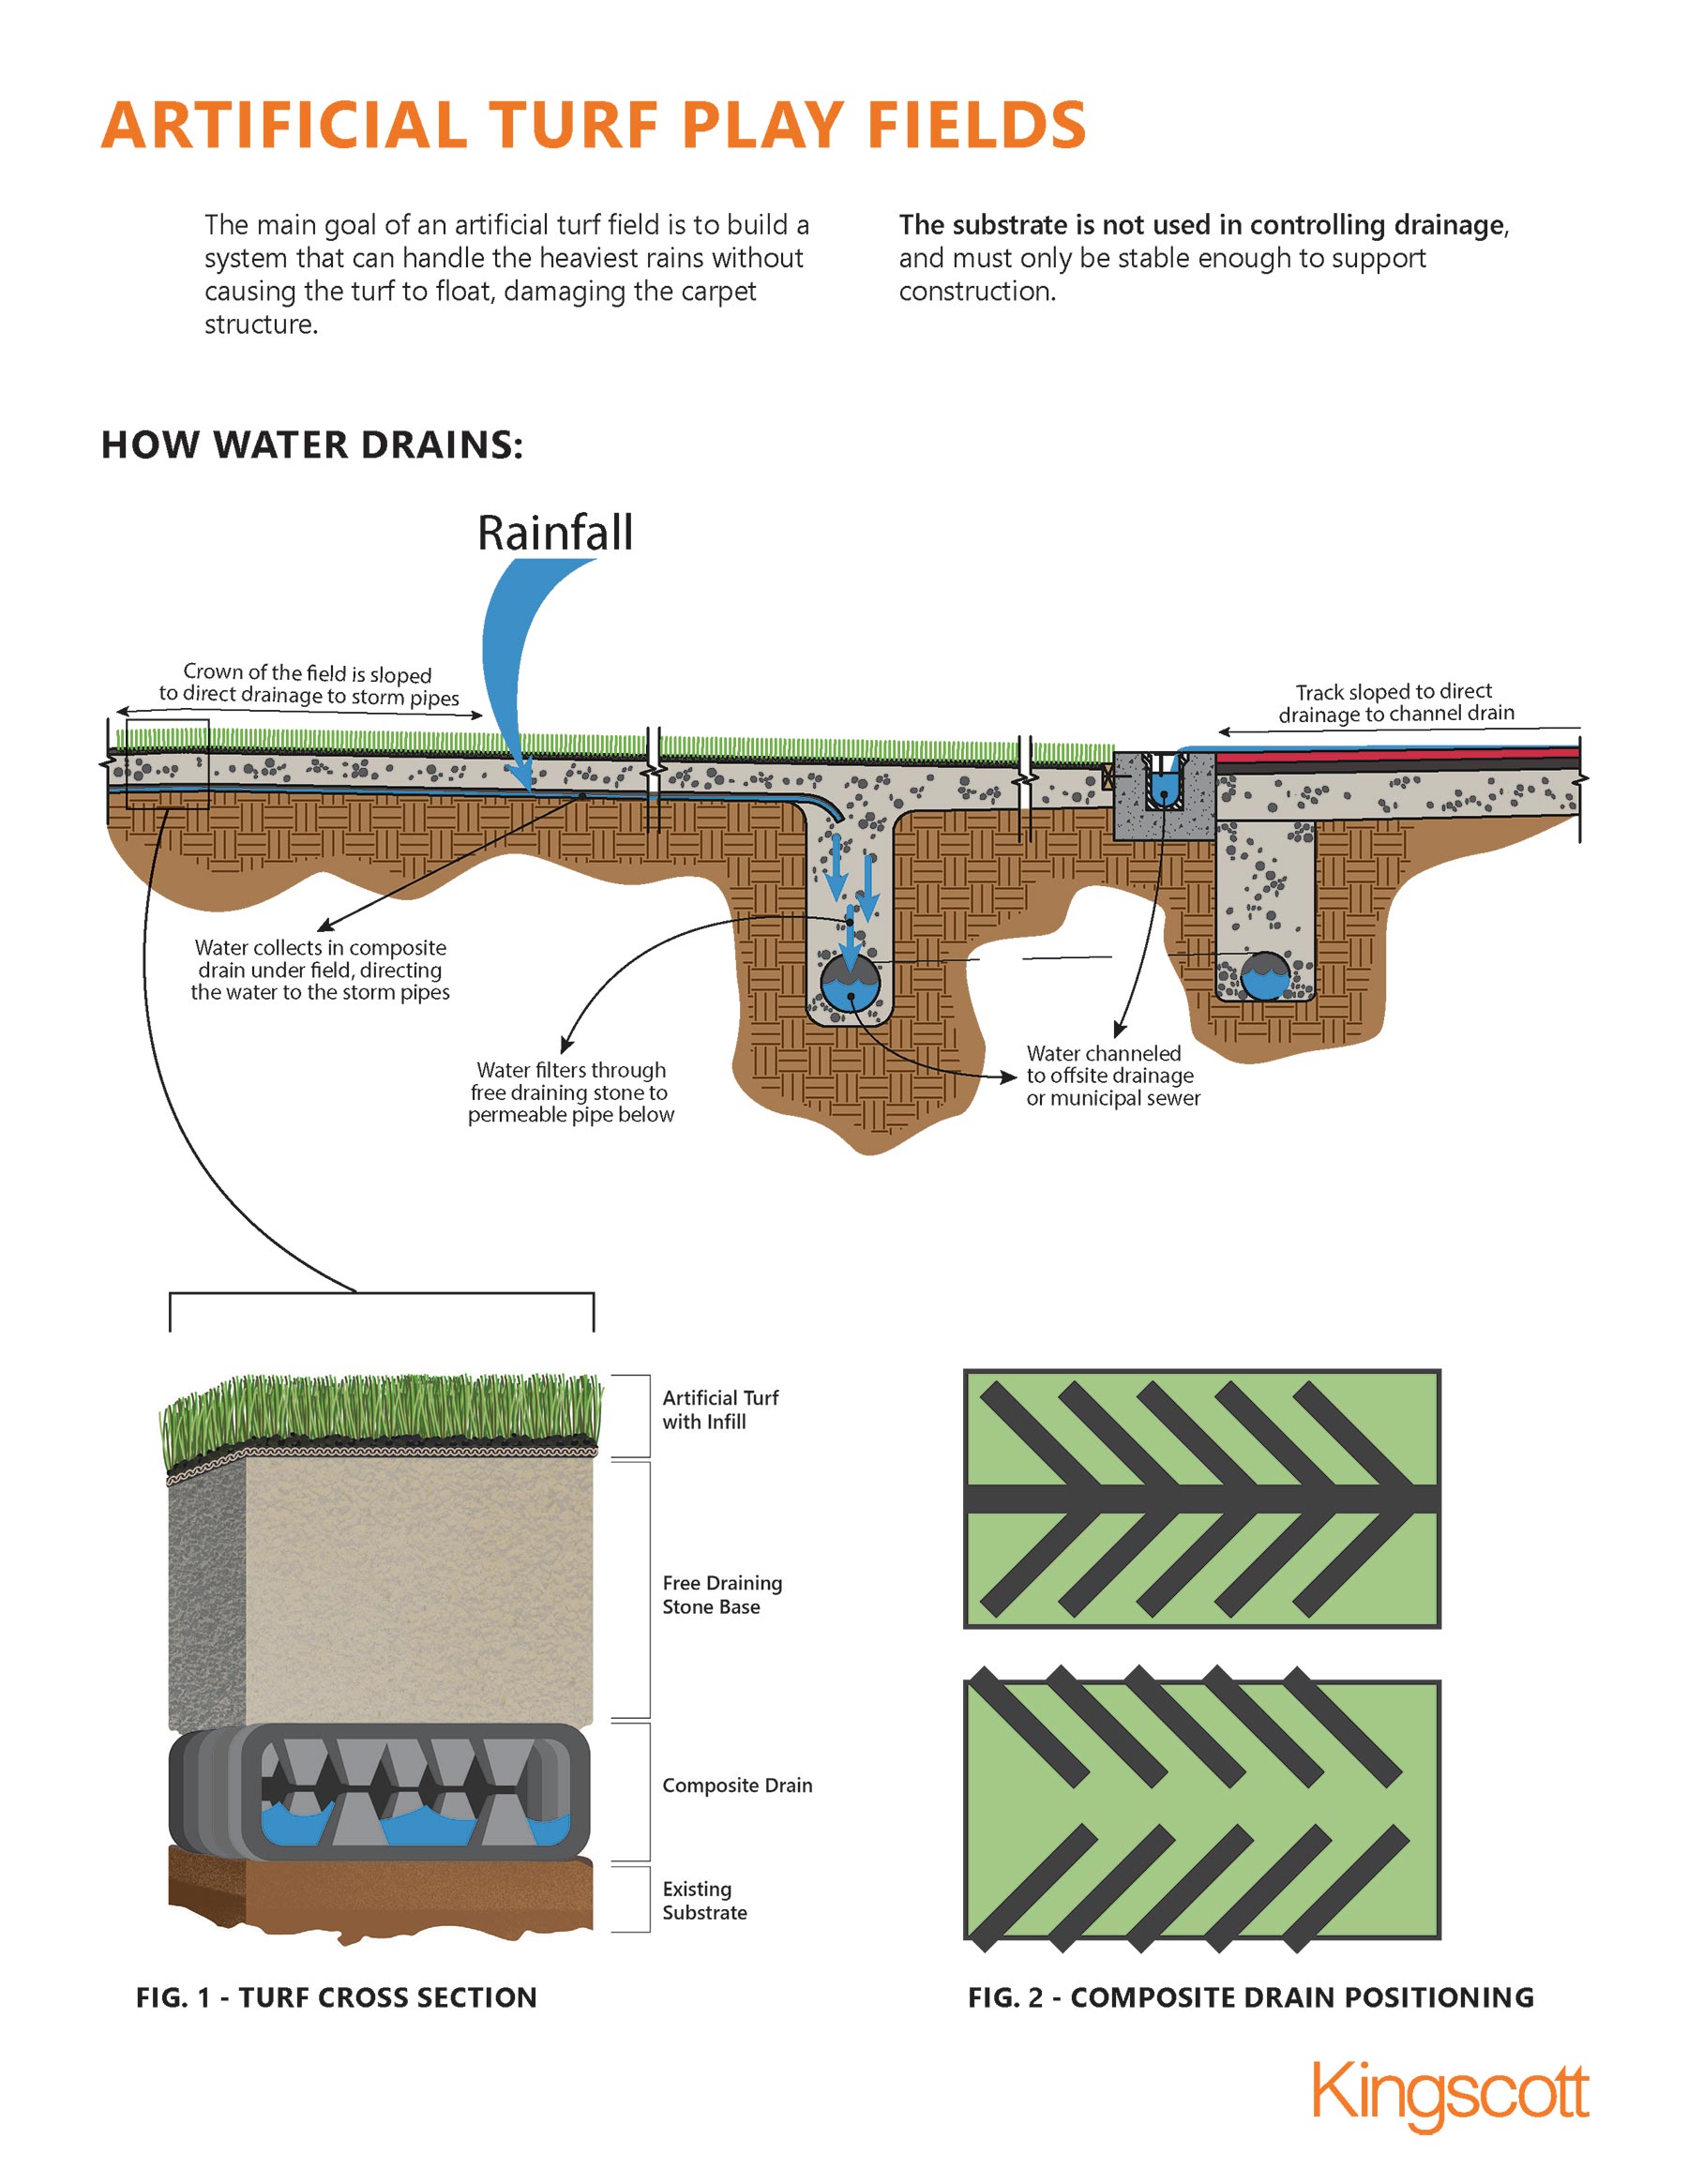 ARTIFICIAL TURF PLAY FIELDS
The main goal of an artificial turf field is to build a
system that can handle the heaviest rains without
causing the turf to float, damaging the carpet
structure.
The substrate is not used in controlling drainage,
and must only be stable enough to support
construction.
HOW WATER DRAINS:
Rainfall
Crown of the field is sloped
to direct drainage to storm pipes
Track sloped to direct
drainage to channel drain
Water collects in composite
drain under field, directing
the water to the storm pipes
Water filters through
free draining stone to
permeable pipe below
Water channeled
to offsite drainage
or municipal sewer
Artificial Turf
with Infill
Free Draining
Stone Base
Composite Drain
Existing
Substrate
FIG. 1 - TURF CROSS SECTION
FIG. 2 - COMPOSITE DRAIN POSITIONING
Kingscott